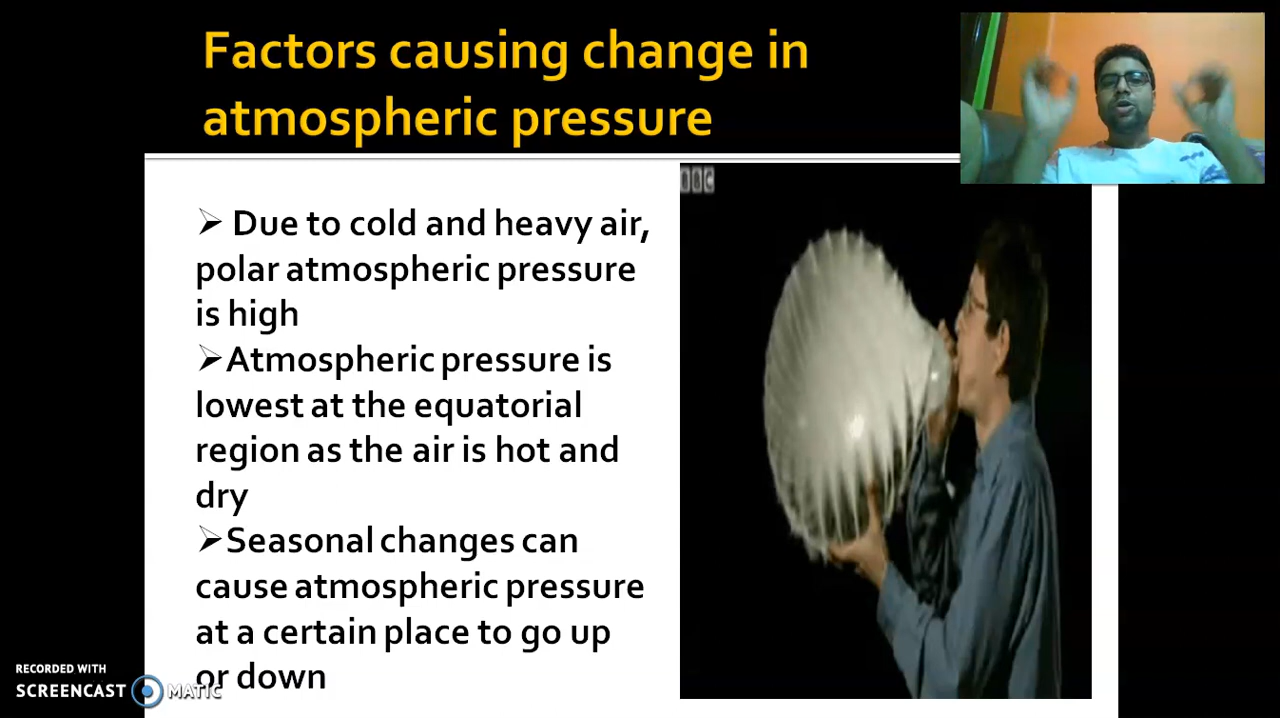 Factors causing change in
atmospheric pressure
BBC
➢ Due to cold and heavy air,
polar atmospheric pressure
is high
➢Atmospheric pressure is
lowest at the equatorial
region as the air is hot and
dry
➢Seasonal changes can
cause atmospheric pressure
at a certain place to go up
or down
RECORDED WITH
SCREENCAST MATIC